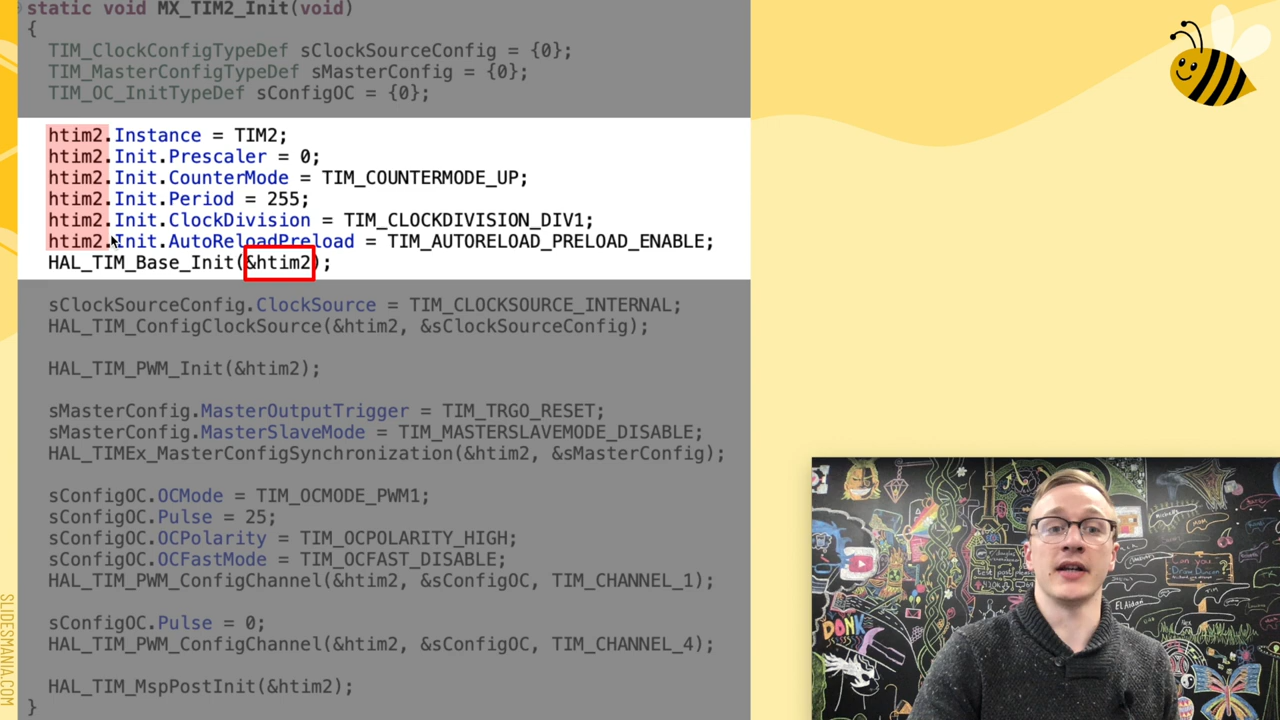 static void MX_TIM2_Init(void)
{
TIM_ClockConfigTypeDef sClockSourceConfig = {0};
TIM_MasterConfigTypeDef sMasterConfig = {0};
TIM_OC_InitTypeDef sConfigOC = {0};
htim2.Instance = TIM2;
htim2.Init.Prescaler = 0;
htim2.Init.CounterMode = TIM_COUNTERMODE_UP;
htim2.Init.Period = 255;
htim2.Init.ClockDivision = TIM_CLOCKDIVISION_DIV1;
htim2.Init.AutoReloadPreload = TIM_AUTORELOAD_PRELOAD_ENABLE;
HAL_TIM_Base_Init(&htim2);
sClockSourceConfig.ClockSource = TIM_CLOCKSOURCE_INTERNAL;
HAL_TIM_ConfigClockSource(&htim2, &sClockSourceConfig);
HAL_TIM_PWM_Init(&htim2);
sMasterConfig.MasterOutputTrigger = TIM_TRGO_RESET;
sMasterConfig.MasterSlaveMode = TIM_MASTERSLAVEMODE_DISABLE;
HAL_TIMEx_MasterConfigSynchronization(&htim2, &sMasterConfig);
sConfigOC.OCMode = TIM_OCMODE_PWM1;
sConfigOC.Pulse = 25;
sConfigOC.OCPolarity = TIM_OCPOLARITY_HIGH;
sConfigOC.OCFastMode = TIM_OCFAST_DISABLE;
HAL_TIM_PWM_ConfigChannel(&htim2, &sConfigOC, TIM_CHANNEL_1);
sConfigOC.Pulse = 0;
HAL_TIM_PWM_ConfigChannel(&htim2, &sConfigOC, TIM_CHANNEL_4);
HAL_TIM_MspPostInit(&htim2);
}
SLIDESMANIA.COM
DONK
Can you